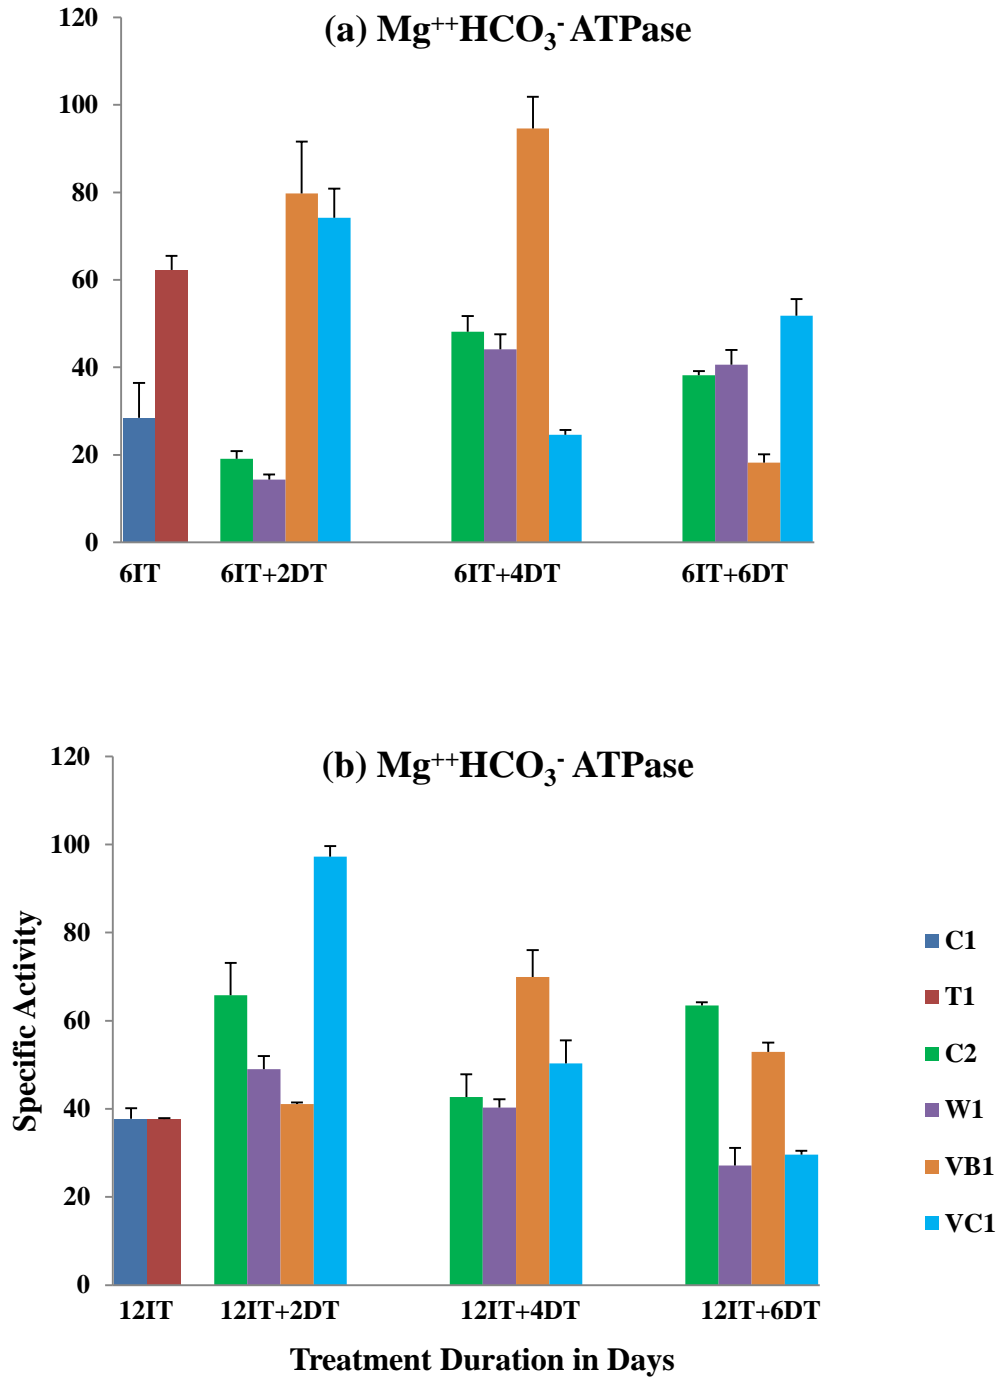 (a) Mg⁺⁺HCO₃⁻ ATPase
120
100
80
60
40
20
0
6IT 6IT+2DT 6IT+4DT 6IT+6DT
(b) Mg⁺⁺HCO₃⁻ ATPase
120
100
80
60
40
20
0
Specific Activity
12IT 12IT+2DT 12IT+4DT 12IT+6DT
Treatment Duration in Days
C1
T1
C2
W1
VB1
VC1